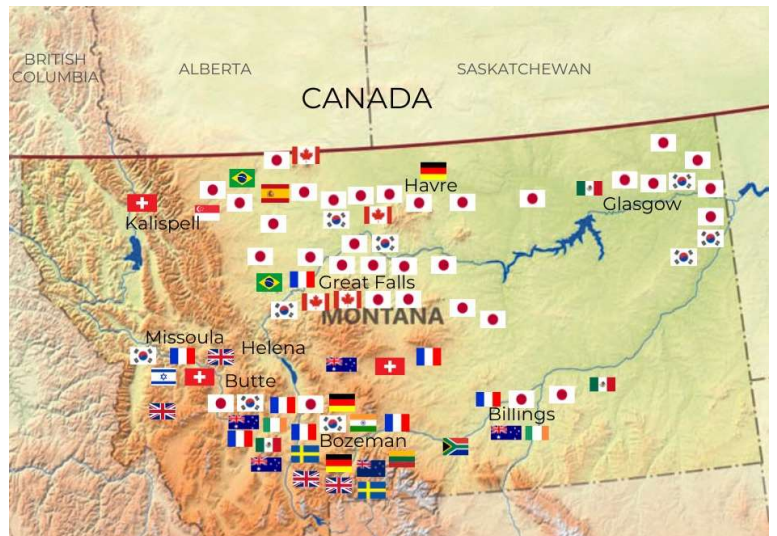 BRITISH
COLUMBIA
ALBERTA
SASKATCHEWAN
CANADA
Havre
Kalispell
Glasgow
Great Falls
MONTANA
Missoula
Helena
Butte
Billings
Bozeman